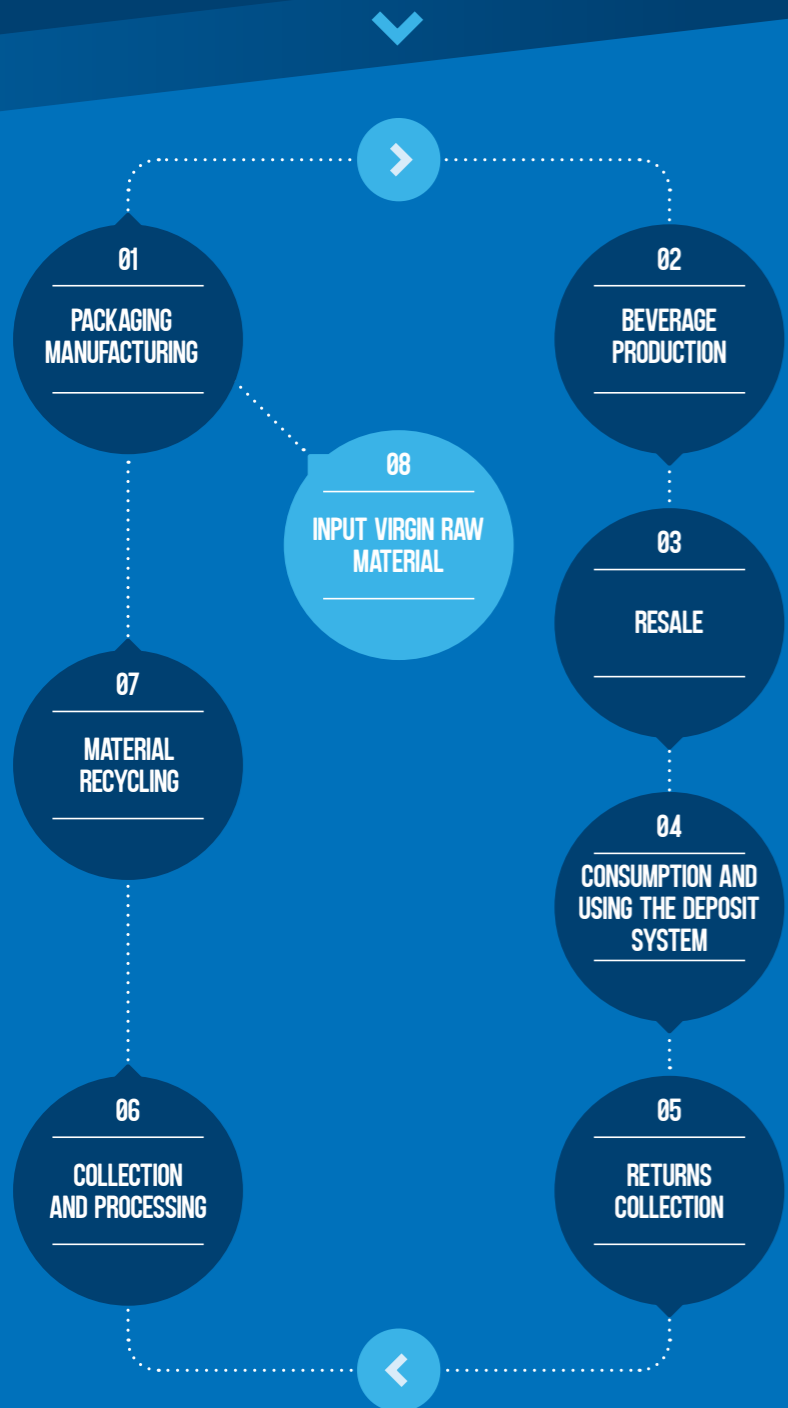 01
PACKAGING
MANUFACTURING
02
BEVERAGE
PRODUCTION
08
INPUT VIRGIN RAW
MATERIAL
03
RESALE
07
MATERIAL
RECYCLING
04
CONSUMPTION AND
USING THE DEPOSIT
SYSTEM
06
COLLECTION
AND PROCESSING
05
RETURNS
COLLECTION